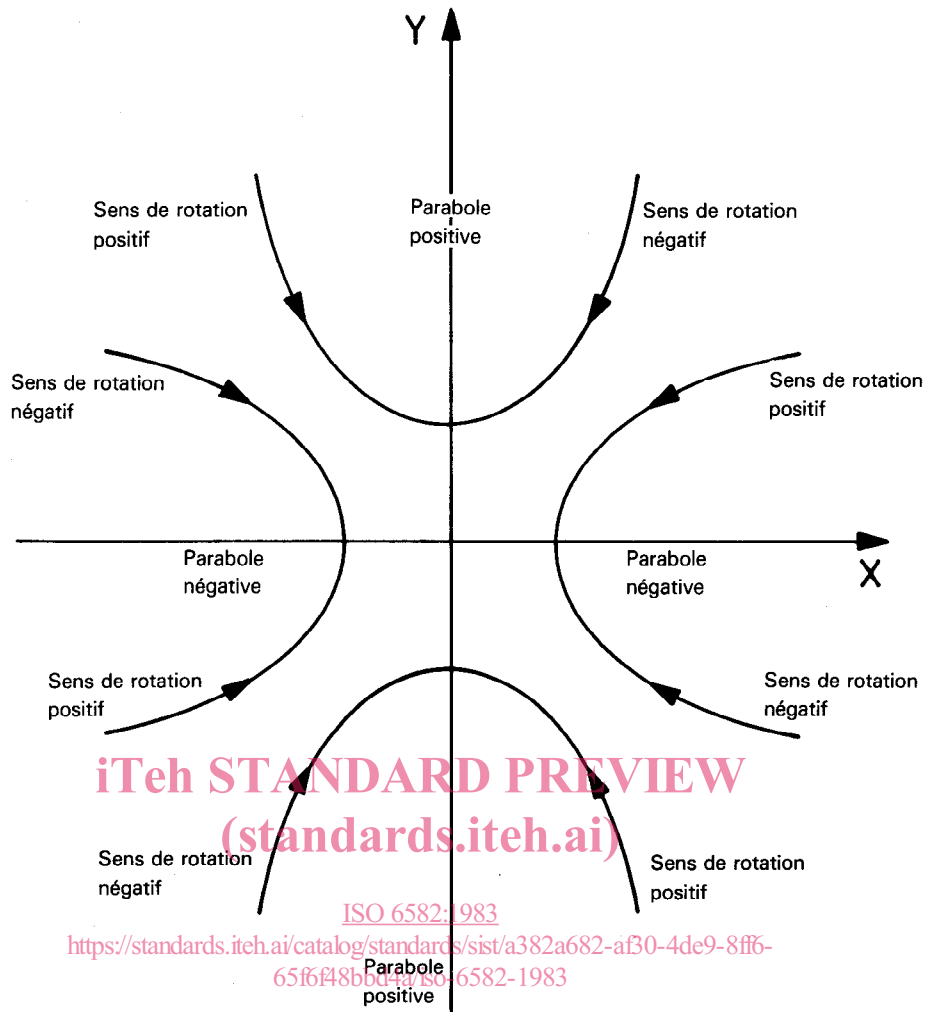 Y
Sens de rotation
positif
Parabole
positive
Sens de rotation
négatif
Sens de rotation
négatif
Sens de rotation
positif
Parabole
négative
Parabole
négative
X
Sens de rotation
positif
Sens de rotation
négatif
iTeh STANDARD PREVIEW
(standards.iteh.ai)
Sens de rotation
négatif
Sens de rotation
positif
ISO 6582:1983
https://standards.iteh.ai/catalog/standards/sist/a382a682-af30-4de9-8ff6-
65f6f48bbd4a/iso-6582-1983
Parabole
positive